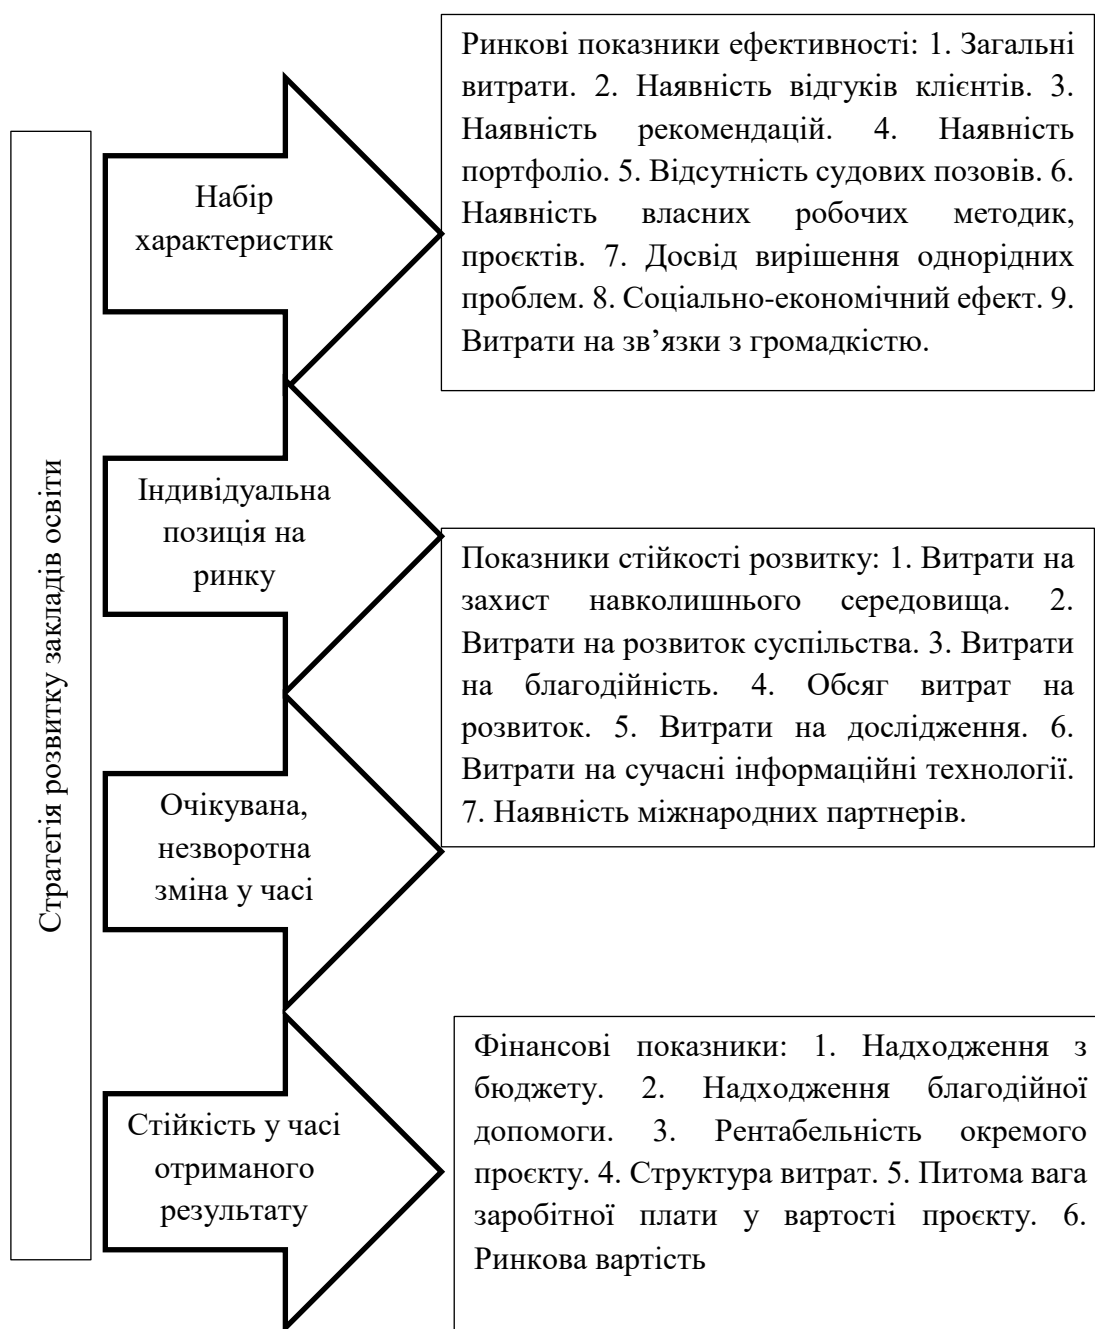 Стратегія розвитку закладів освіти
Набір
характеристик
Ринкові показники ефективності: 1. Загальні
витрати. 2. Наявність відгуків клієнтів. 3.
Наявність рекомендацій. 4. Наявність
портфоліо. 5. Відсутність судових позовів. 6.
Наявність власних робочих методик,
проєктів. 7. Досвід вирішення однорідних
проблем. 8. Соціально-економічний ефект. 9.
Витрати на зв’язки з громадкістю.
Індивідуальна
позиція на
ринку
Показники стійкості розвитку: 1. Витрати на
захист навколишнього середовища. 2.
Витрати на розвиток суспільства. 3. Витрати
на благодійність. 4. Обсяг витрат на
розвиток. 5. Витрати на дослідження. 6.
Витрати на сучасні інформаційні технології.
7. Наявність міжнародних партнерів.
Очікувана,
незворотна
зміна у часі
Стійкість у часі
отриманого
результату
Фінансові показники: 1. Надходження з
бюджету. 2. Надходження благодійної
допомоги. 3. Рентабельність окремого
проєкту. 4. Структура витрат. 5. Питома вага
заробітної плати у вартості проєкту. 6.
Ринкова вартість